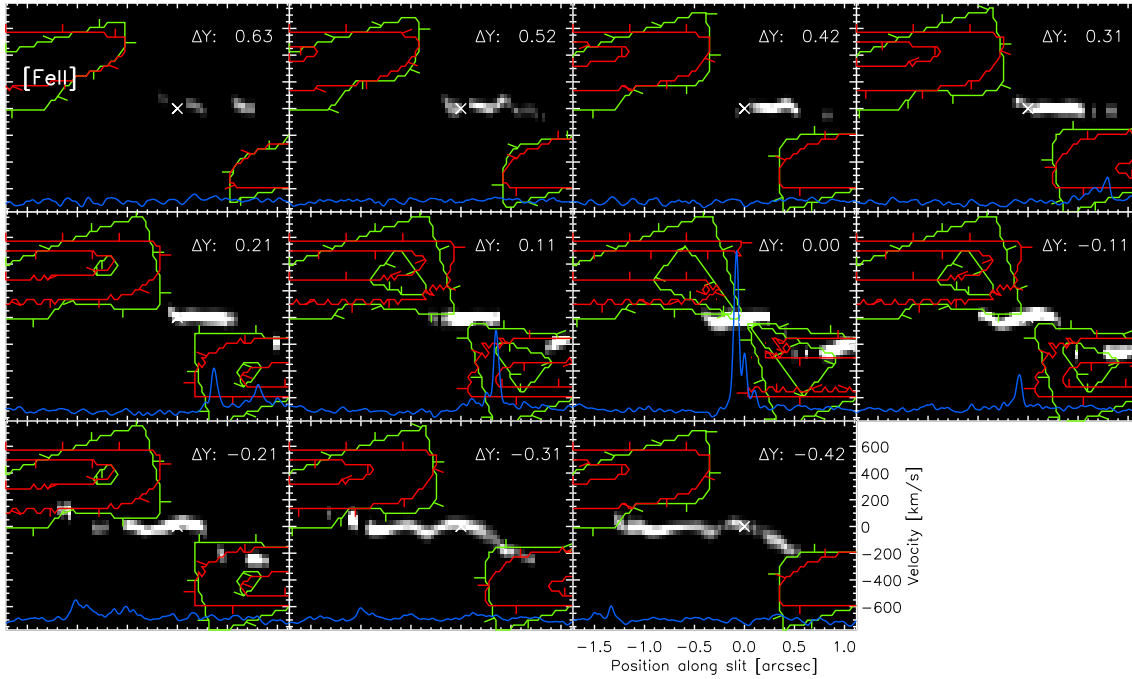 ΔY: 0.63 ΔY: 0.52 ΔY: 0.42 ΔY: 0.31
[FeII]
ΔY: 0.21 ΔY: 0.11 ΔY: 0.00 ΔY: −0.11
ΔY: −0.21 ΔY: −0.31 ΔY: −0.42
600
400
200
0
−200
−400
−600
Velocity [km/s]
−1.5 −1.0 −0.5 0.0 0.5 1.0
Position along slit [arcsec]